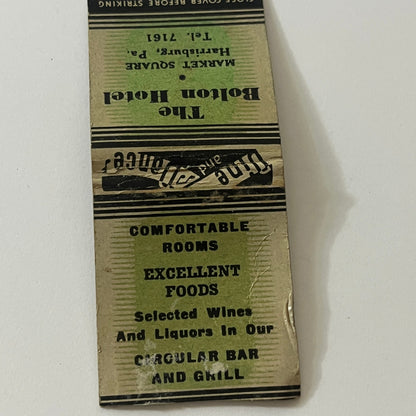 CLOSE COVER BEFORE STRIKING
The
Bolton Hotel
•
MARKET SQUARE
Harrisburg, Pa.
Tel. 7161
Dine
and
Dance
COMFORTABLE
ROOMS
EXCELLENT
FOODS
Selected Wines
And Liquors In Our
CIRCULAR BAR
AND GRILL